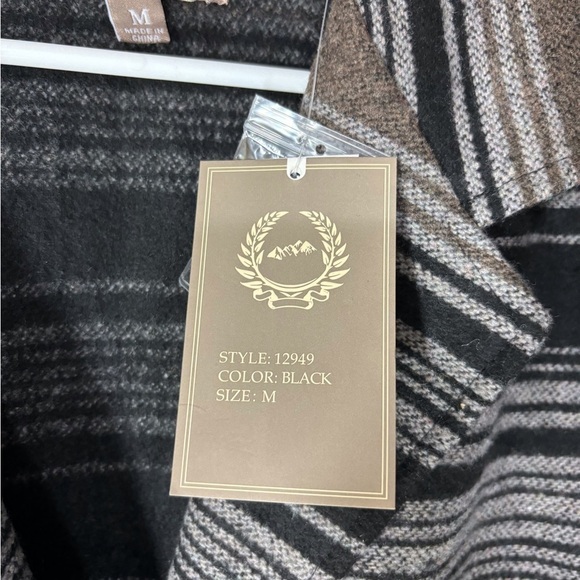 M
MADE IN
CHINA
STYLE: 12949
COLOR: BLACK
SIZE: M